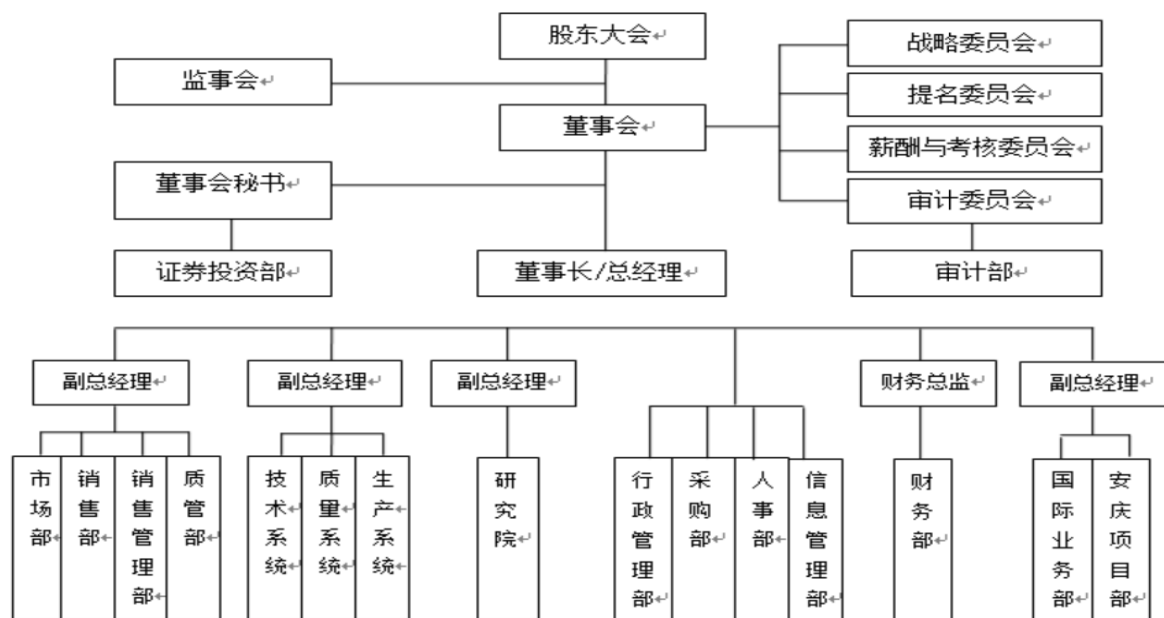 股东大会
战略委员会
监事会
提名委员会
董事会
薪酬与考核委员会
董事会秘书
审计委员会
证券投资部
董事长/总经理
审计部
副总经理
副总经理
副总经理
财务总监
副总经理
市场部
销售部
销售管理部
质管部
技术系统
质量系统
生产系统
研究院
行政管理部
采购部
人事部
信息管理部
财务部
国际业务部
安庆项目部